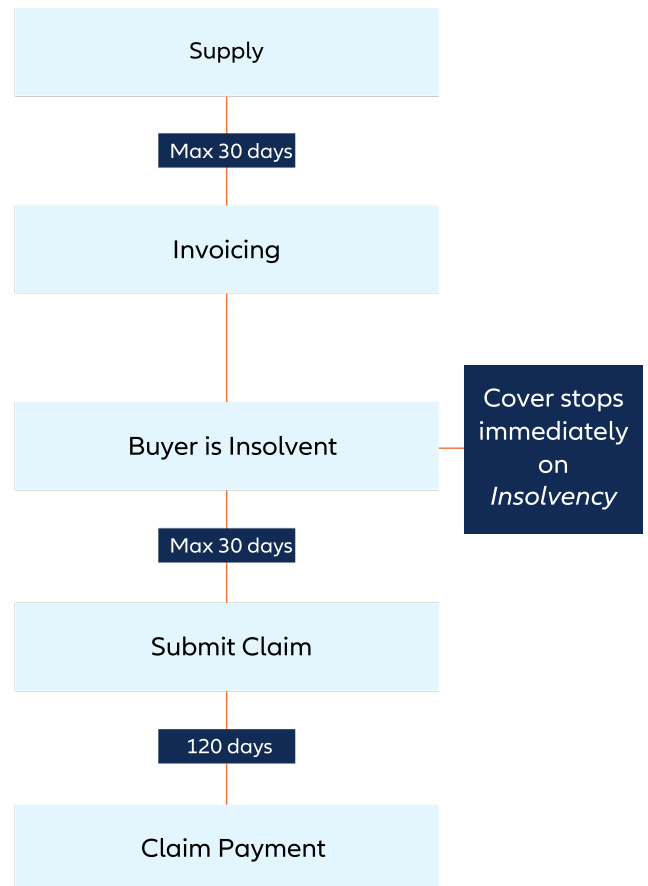 Supply
Max 30 days
Invoicing
Buyer is Insolvent
Cover stops
immediately
on
Insolvency
Max 30 days
Submit Claim
120 days
Claim Payment